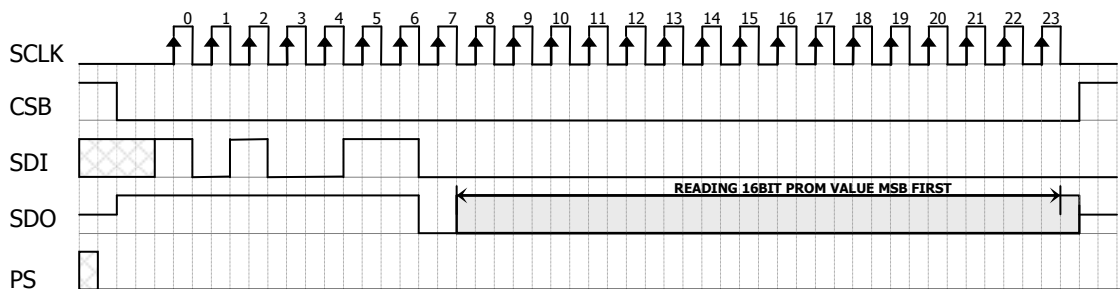 0 1 2 3 4 5 6 7 8 9 10 11 12 13 14 15 16 17 18 19 20 21 22 23
SCLK
CSB
SDI
READING 16BIT PROM VALUE MSB FIRST
SDO
PS